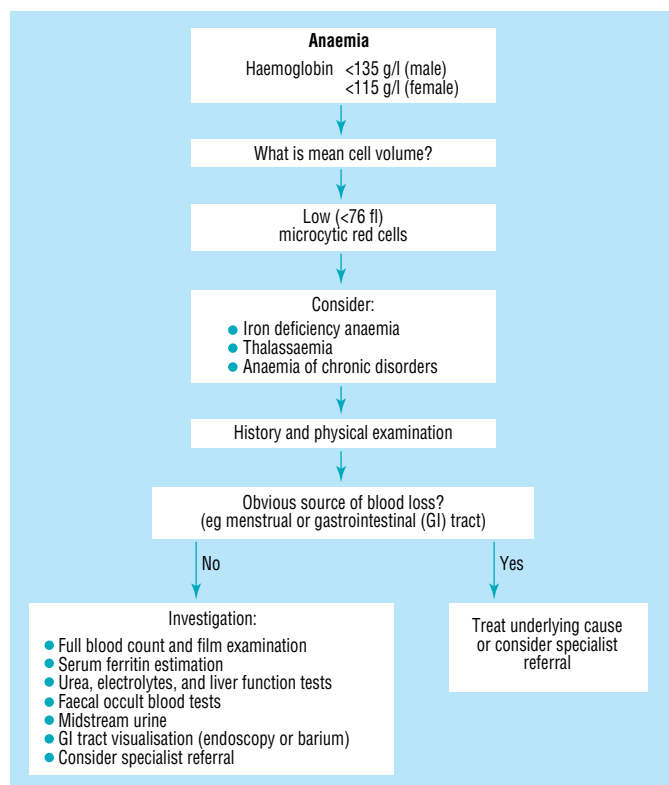 Anaemia
Haemoglobin <135 g/l (male)
<115 g/l (female)
What is mean cell volume?
Low (<76 fl)
microcytic red cells
Consider:
● Iron deficiency anaemia
● Thalassaemia
● Anaemia of chronic disorders
History and physical examination
Obvious source of blood loss?
(eg menstrual or gastrointestinal (GI) tract)
No
Yes
Investigation:
● Full blood count and film examination
● Serum ferritin estimation
● Urea, electrolytes, and liver function tests
● Faecal occult blood tests
● Midstream urine
● GI tract visualisation (endoscopy or barium)
● Consider specialist referral
Treat underlying cause
or consider specialist
referral